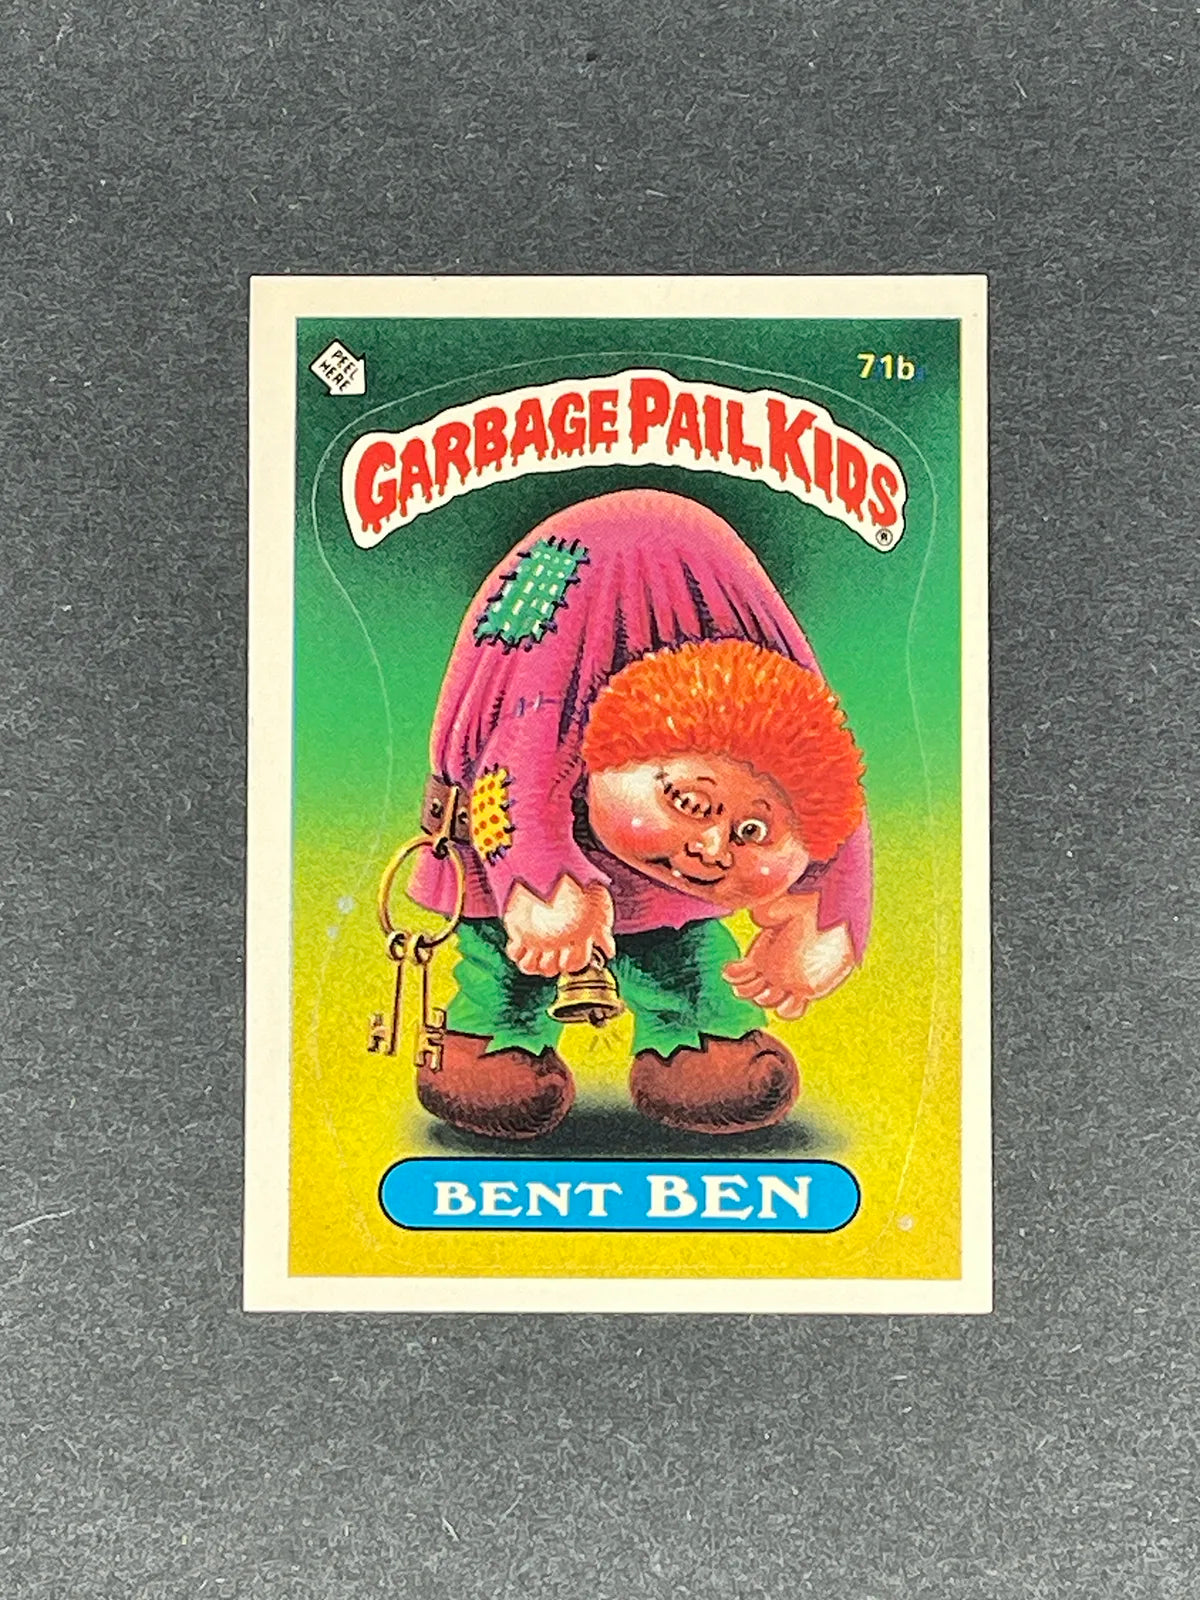 PEEL
HERE
71b
GARBAGE PAIL KIDS
®
BENT BEN